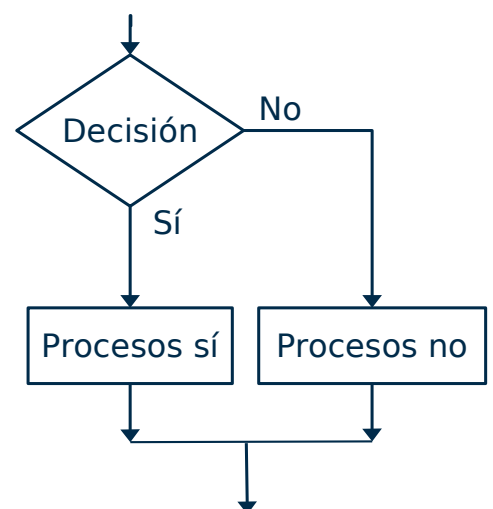 No
Decisión
Sí
Procesos sí
Procesos no